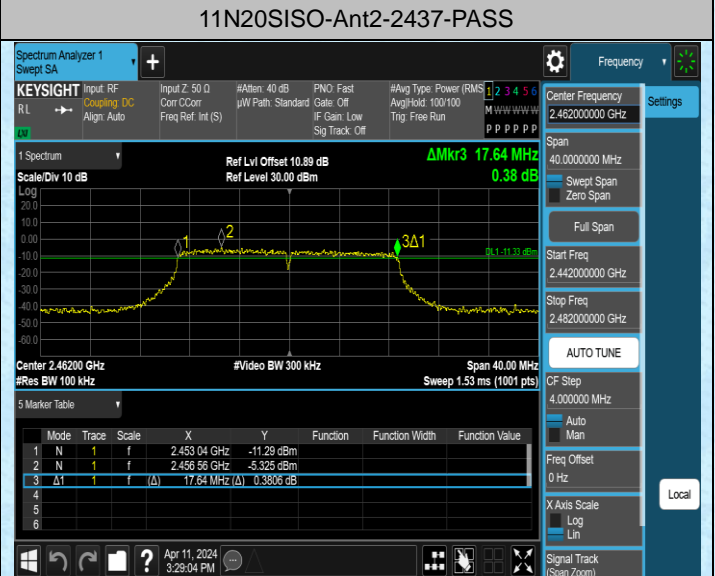 11N20SISO-Ant2-2437-PASS
Spectrum Analyzer 1
Swept SA
Frequency
KEYSIGHT
RL
Input: RF
Coupling: DC
Align: Auto
Input Z: 50 Ω
Corr CCorr
Freq Ref: Int (S)
#Atten: 40 dB
µW Path: Standard
PNO: Fast
Gate: Off
IF Gain: Low
Sig Track: Off
#Avg Type: Power (RMS
Avg|Hold: 100/100
Trig: Free Run
1 2 3 4 5 6
M W W W W W
P P P P P P
LXI
1 Spectrum
Scale/Div 10 dB
Ref Lvl Offset 10.89 dB
Ref Level 30.00 dBm
ΔMkr3 17.64 MHz
0.38 dB
Log
20.0
10.0
0.00
-10.0
-20.0
-30.0
-40.0
-50.0
-60.0
1
2
3Δ1
DL1 -11.33 dBm
Center 2.46200 GHz
#Res BW 100 kHz
#Video BW 300 kHz
Span 40.00 MHz
Sweep 1.53 ms (1001 pts)
5 Marker Table
Mode Trace Scale X Y Function Function Width Function Value
1 N 1 f 2.453 04 GHz -11.29 dBm
2 N 1 f 2.456 56 GHz -5.325 dBm
3 Δ1 1 f (Δ) 17.64 MHz (Δ) 0.3806 dB
4
5
6
Apr 11, 2024
3:29:04 PM
Center Frequency
2.462000000 GHz
Span
40.0000000 MHz
Swept Span
Zero Span
Full Span
Start Freq
2.442000000 GHz
Stop Freq
2.482000000 GHz
AUTO TUNE
CF Step
4.000000 MHz
Auto
Man
Freq Offset
0 Hz
X Axis Scale
Log
Lin
Signal Track
(Span Zoom)
Settings
Local